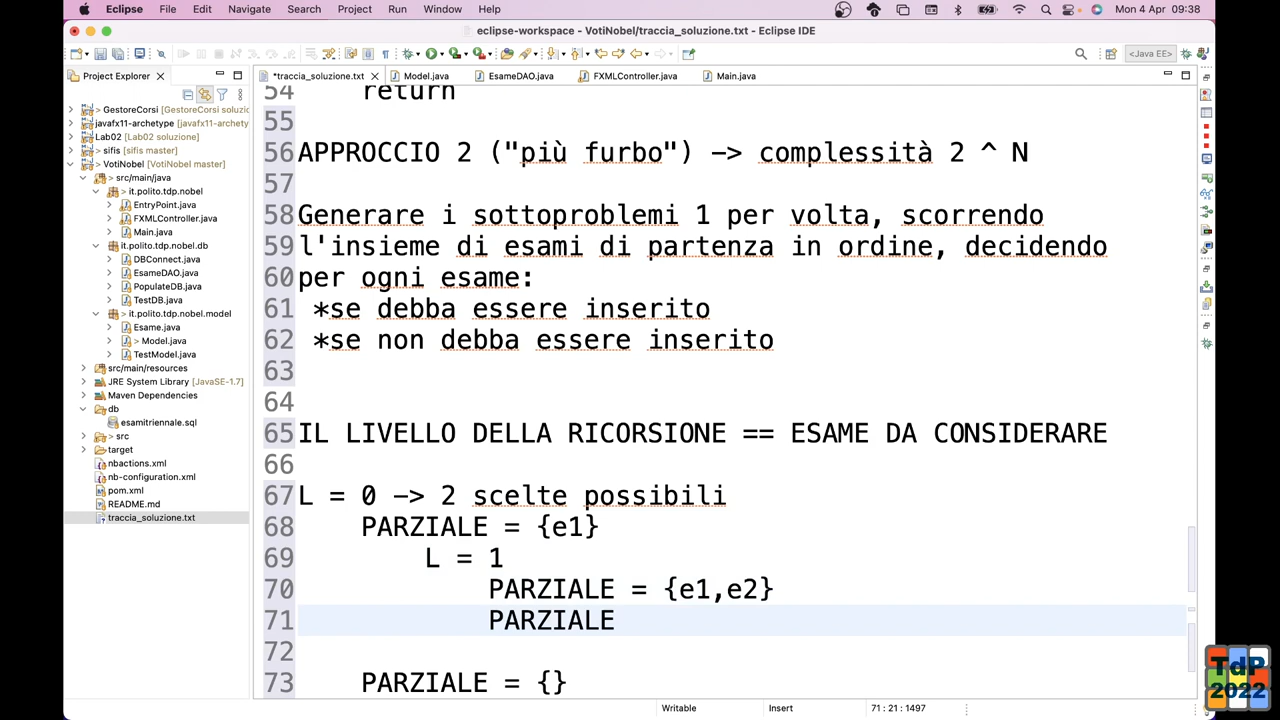 Eclipse File Edit Navigate Search Project Run Window Help Mon 4 Apr 09:38
eclipse-workspace - VotiNobel/traccia_soluzione.txt - Eclipse IDE
<Java EE>
Project Explorer
*traccia_soluzione.txt Model.java EsameDAO.java FXMLController.java Main.java
> GestoreCorsi [GestoreCorsi soluzic
javafx11-archetype [javafx11-archety
Lab02 [Lab02 soluzione]
> sifis [sifis master]
> VotiNobel [VotiNobel master]
> src/main/java
> it.polito.tdp.nobel
EntryPoint.java
FXMLController.java
Main.java
it.polito.tdp.nobel.db
DBConnect.java
EsameDAO.java
PopulateDB.java
TestDB.java
> it.polito.tdp.nobel.model
Esame.java
> Model.java
TestModel.java
src/main/resources
JRE System Library [JavaSE-1.7]
Maven Dependencies
db
esamitriennale.sql
> src
target
nbactions.xml
nb-configuration.xml
pom.xml
README.md
traccia_soluzione.txt
54 return
55
56 APPROCCIO 2 ("più furbo") -> complessità 2 ^ N
57
58 Generare i sottoproblemi 1 per volta, scorrendo
59 l'insieme di esami di partenza in ordine, decidendo
60 per ogni esame:
61 *se debba essere inserito
62 *se non debba essere inserito
63
64
65 IL LIVELLO DELLA RICORSIONE == ESAME DA CONSIDERARE
66
67 L = 0 -> 2 scelte possibili
68 PARZIALE = {e1}
69 L = 1
70 PARZIALE = {e1,e2}
71 PARZIALE
72
73 PARZIALE = {}
Writable Insert 71 : 21 : 1497
TdP
2022